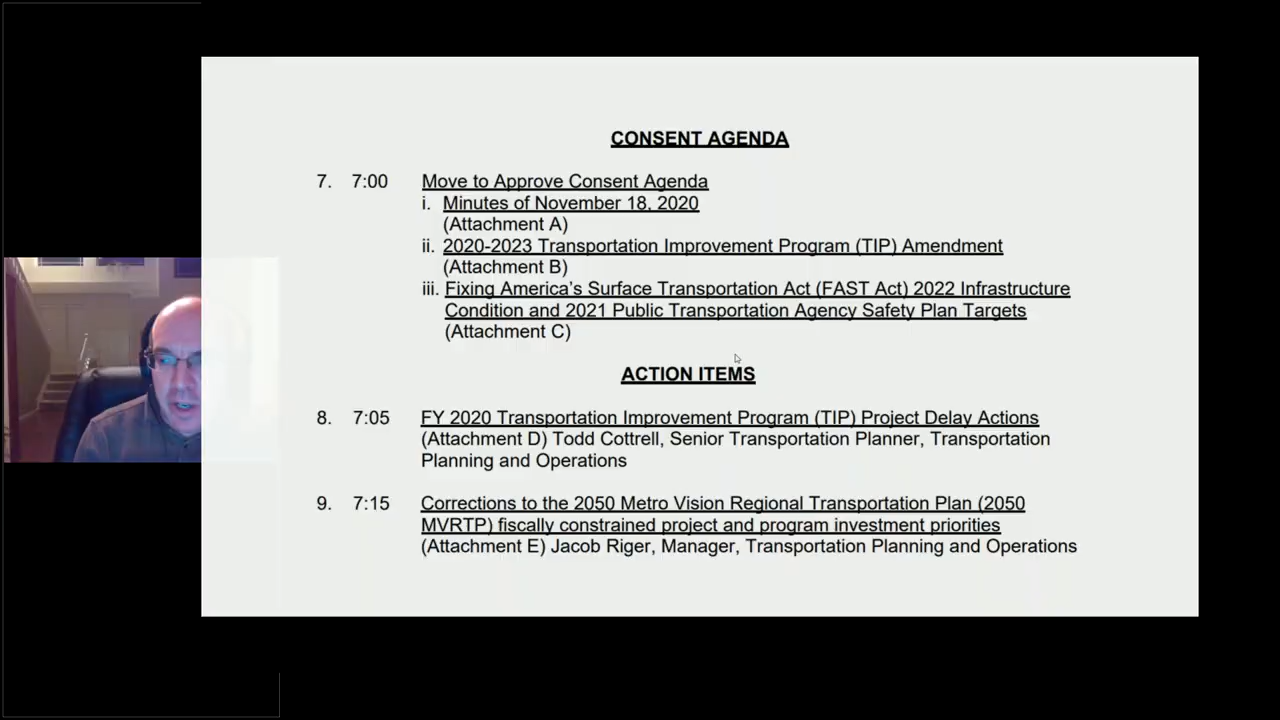 CONSENT AGENDA
7. 7:00 Move to Approve Consent Agenda
i. Minutes of November 18, 2020
(Attachment A)
ii. 2020-2023 Transportation Improvement Program (TIP) Amendment
(Attachment B)
iii. Fixing America’s Surface Transportation Act (FAST Act) 2022 Infrastructure
Condition and 2021 Public Transportation Agency Safety Plan Targets
(Attachment C)
ACTION ITEMS
8. 7:05 FY 2020 Transportation Improvement Program (TIP) Project Delay Actions
(Attachment D) Todd Cottrell, Senior Transportation Planner, Transportation
Planning and Operations
9. 7:15 Corrections to the 2050 Metro Vision Regional Transportation Plan (2050
MVRTP) fiscally constrained project and program investment priorities
(Attachment E) Jacob Riger, Manager, Transportation Planning and Operations